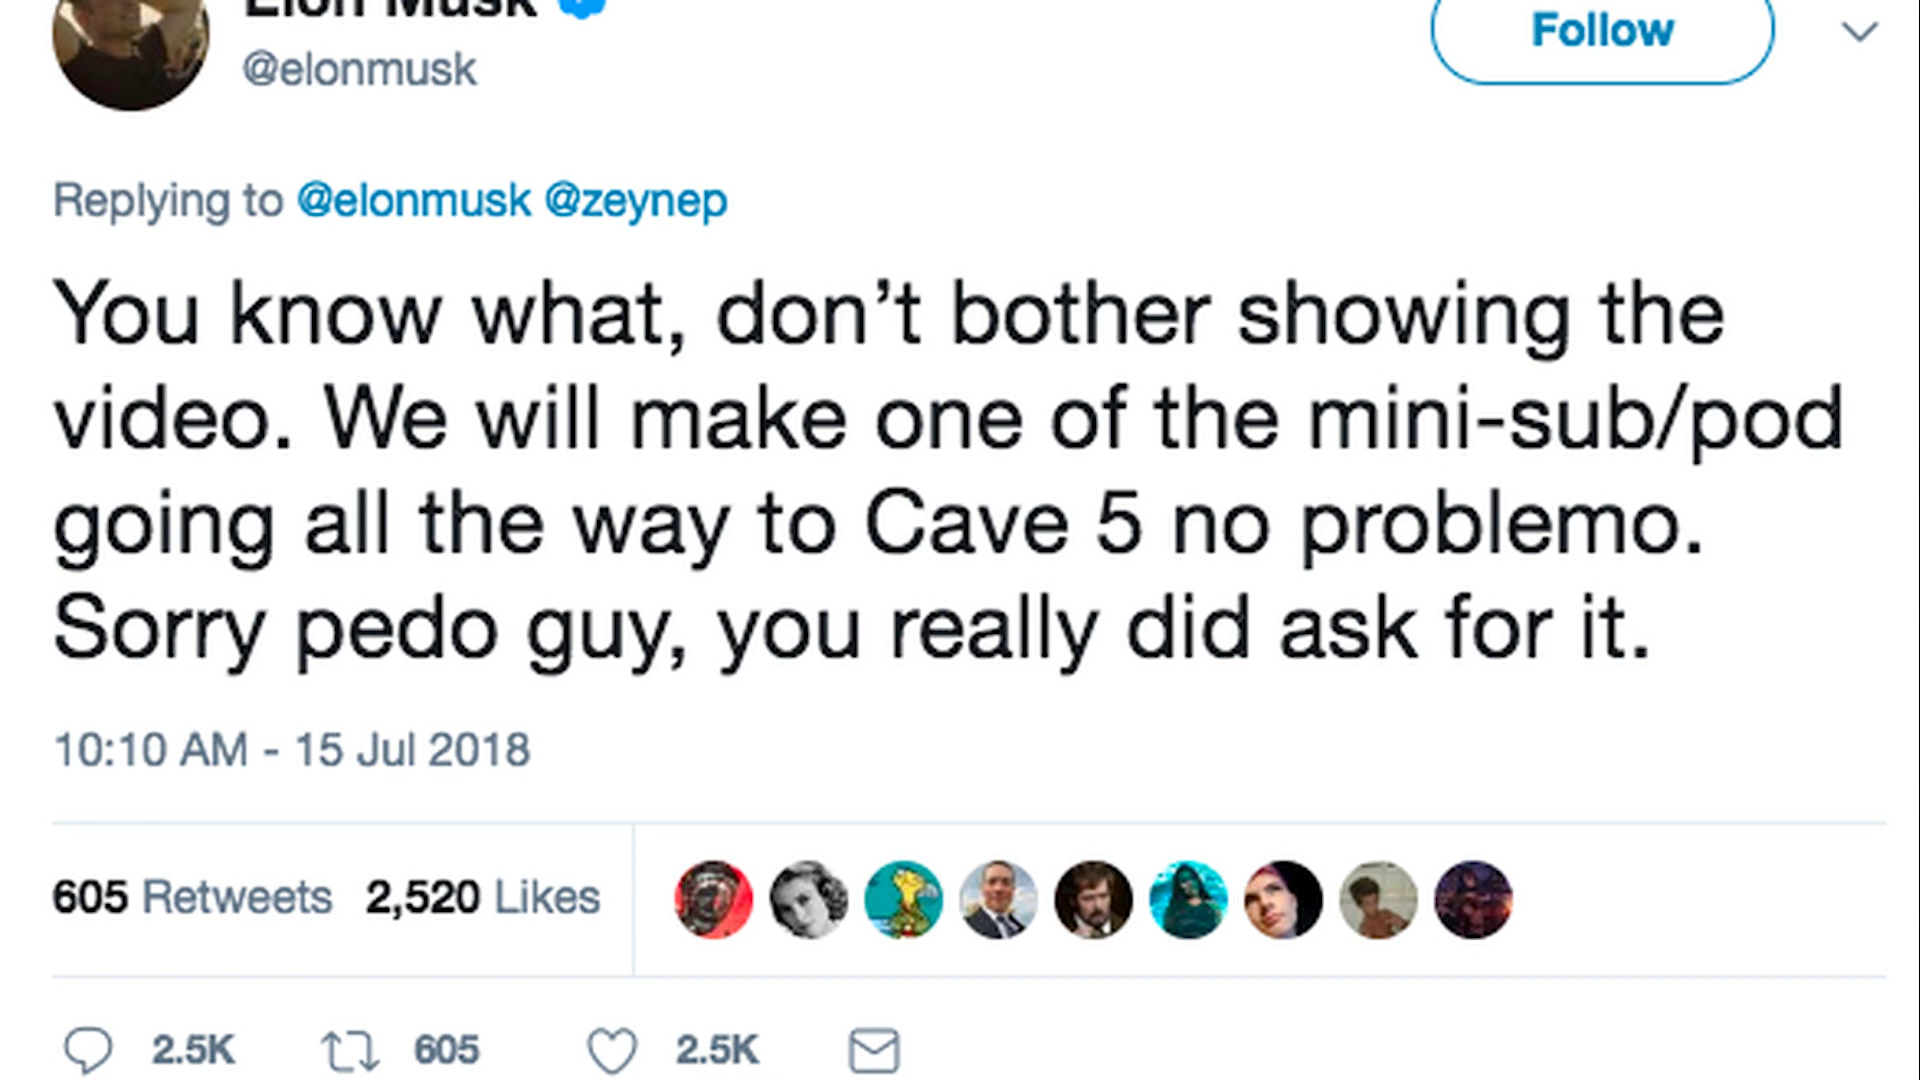 Elon Musk
@elonmusk
Follow
Replying to @elonmusk @zeynep
You know what, don’t bother showing the
video. We will make one of the mini-sub/pod
going all the way to Cave 5 no problemo.
Sorry pedo guy, you really did ask for it.
10:10 AM - 15 Jul 2018
605 Retweets 2,520 Likes
2.5K 605 2.5K